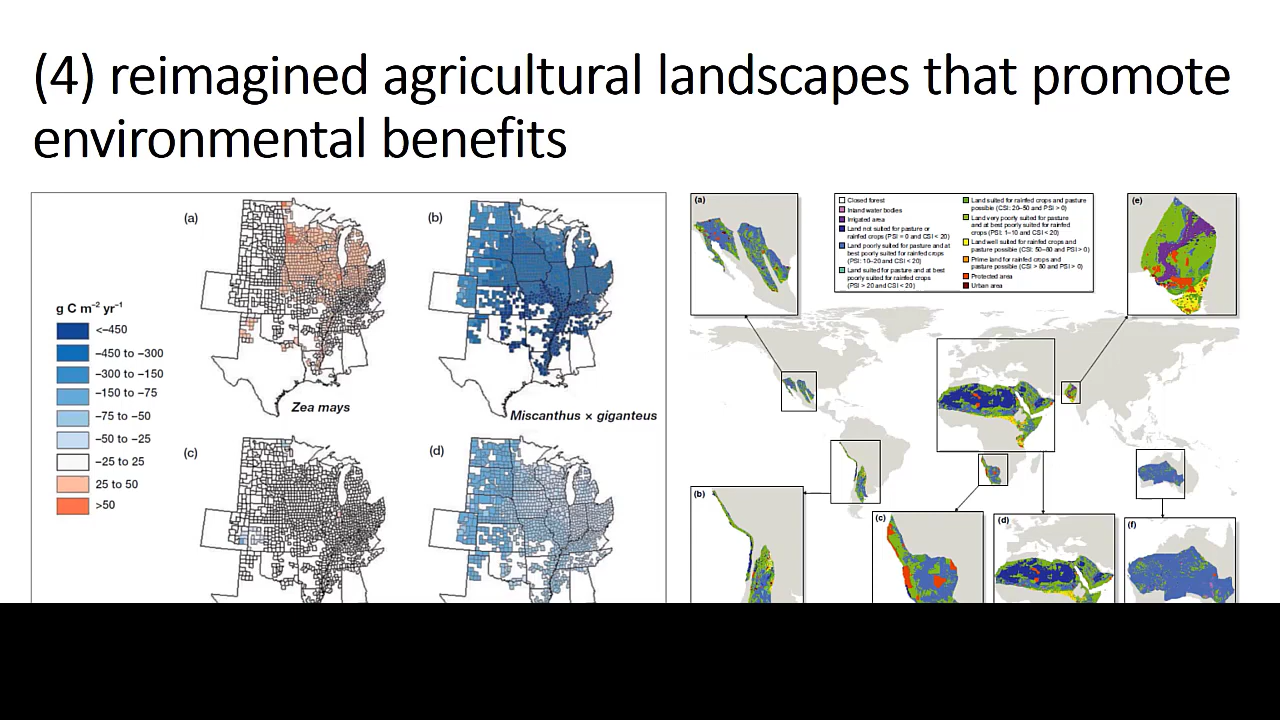 (4) reimagined agricultural landscapes that promote
environmental benefits
(a)
(b)
g C m⁻² yr⁻¹
<–450
–450 to –300
–300 to –150
–150 to –75
–75 to –50
–50 to –25
–25 to 25
25 to 50
>50
Zea mays
Miscanthus × giganteus
(c)
(d)
(a)
Closed forest
Inland water bodies
Irrigated area
Land not suited for pasture or
rainfed crops (PSI = 0 and CSI < 20)
Land poorly suited for pasture and at
best poorly suited for rainfed crops
(PSI: 10–20 and CSI < 20)
Land suited for pasture and at best
poorly suited for rainfed crops
(PSI > 20 and CSI < 20)
Land suited for rainfed crops and pasture
possible (CSI: 20–50 and PSI > 0)
Land very poorly suited for pasture
and at best poorly suited for rainfed
crops (PSI: 1–10 and CSI < 20)
Land well suited for rainfed crops and
pasture possible (CSI: 50–80 and PSI > 0)
Prime land for rainfed crops and
pasture possible (CSI > 80 and PSI > 0)
Protected area
Urban area
(e)
(b)
(c)
(d)
(f)